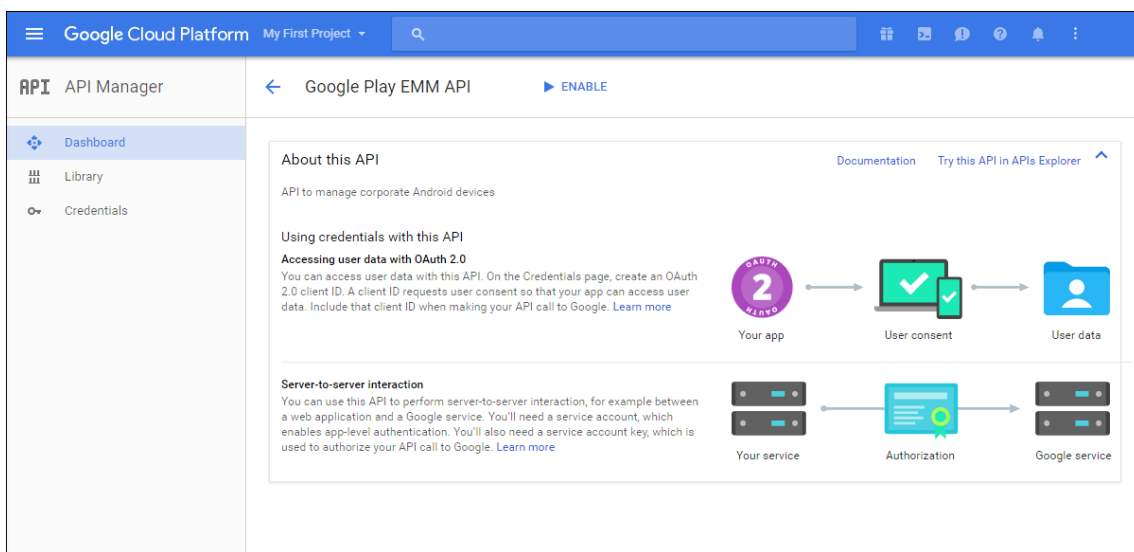 Google Cloud Platform My First Project
API API Manager
Google Play EMM API ENABLE
Dashboard
Library
Credentials
About this API
Documentation Try this API in APIs Explorer
API to manage corporate Android devices
Using credentials with this API
Accessing user data with OAuth 2.0
You can access user data with this API. On the Credentials page, create an OAuth
2.0 client ID. A client ID requests user consent so that your app can access user
data. Include that client ID when making your API call to Google. Learn more
OAUTH
2
OAUTH
Your app
User consent
User data
Server-to-server interaction
You can use this API to perform server-to-server interaction, for example between
a web application and a Google service. You'll need a service account, which
enables app-level authentication. You'll also need a service account key, which is
used to authorize your API call to Google. Learn more
Your service
Authorization
Google service